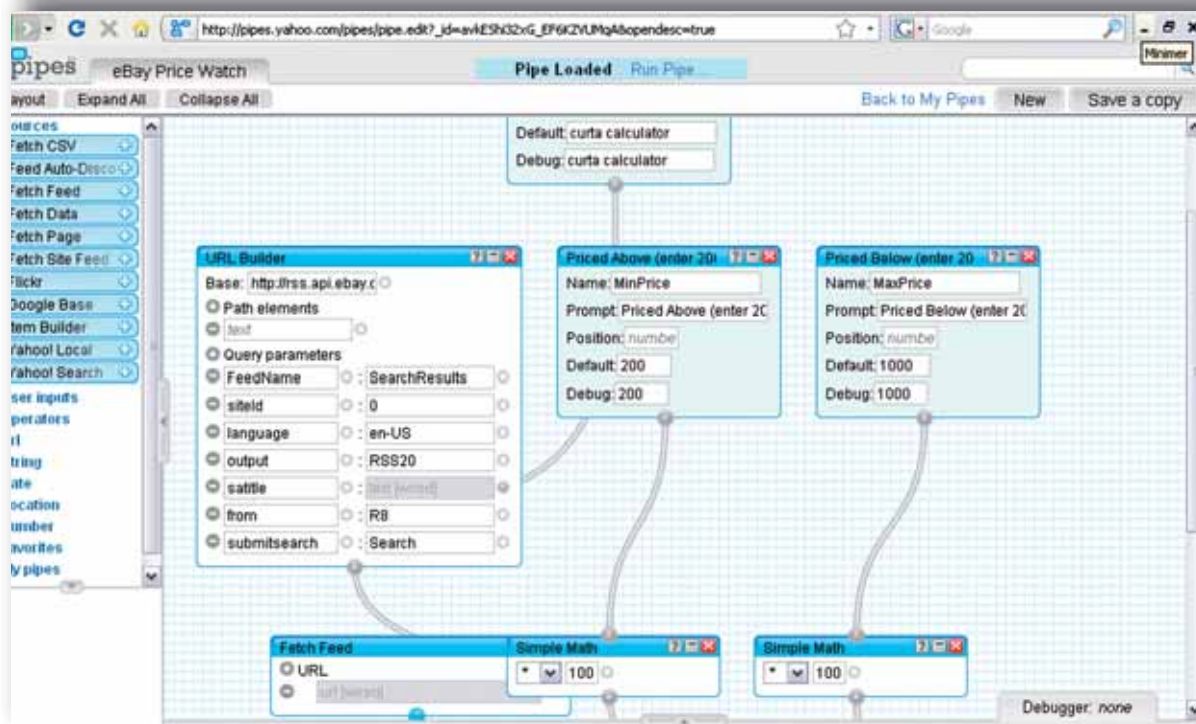 http://pipes.yahoo.com/pipes/pipe.edit?_id=avkEShi32xG_EF6KZVUMqA&opendesc=true
Google
Minimer
pipes
eBay Price Watch
Pipe Loaded Run Pipe...
ayout Expand All Collapse All
Back to My Pipes New Save a copy
ources
Fetch CSV
Feed Auto-Disco
Fetch Feed
Fetch Data
Fetch Page
Fetch Site Feed
Flickr
Google Base
Item Builder
Yahoo! Local
Yahoo! Search
ser inputs
perators
rl
tring
ate
ocation
umber
avorites
y pipes
Default: curta calculator
Debug: curta calculator
URL Builder
Base: http://rss.api.ebay.c
Path elements
text
Query parameters
FeedName : SearchResults
siteId : 0
language : en-US
output : RSS20
satitle : text [wired]
from : R8
submitsearch : Search
Priced Above (enter 20
Name: MinPrice
Prompt: Priced Above (enter 20
Position: numbe
Default: 200
Debug: 200
Priced Below (enter 20
Name: MaxPrice
Prompt: Priced Below (enter 20
Position: numbe
Default: 1000
Debug: 1000
Fetch Feed
URL
url [wired]
Simple Math
* 100
Simple Math
* 100
Debugger: none